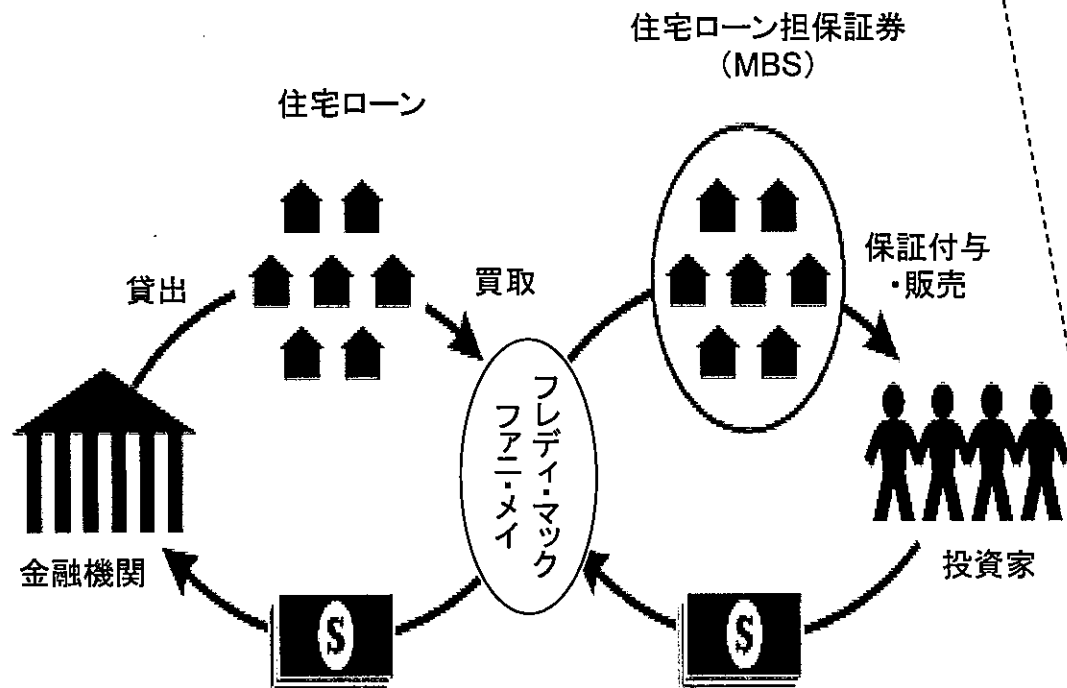 住宅ローン担保証券
(MBS)
住宅ローン
貸出
買取
保証付与
・販売
フレディ・マック
ファニ・メイ
金融機関
投資家
$
$